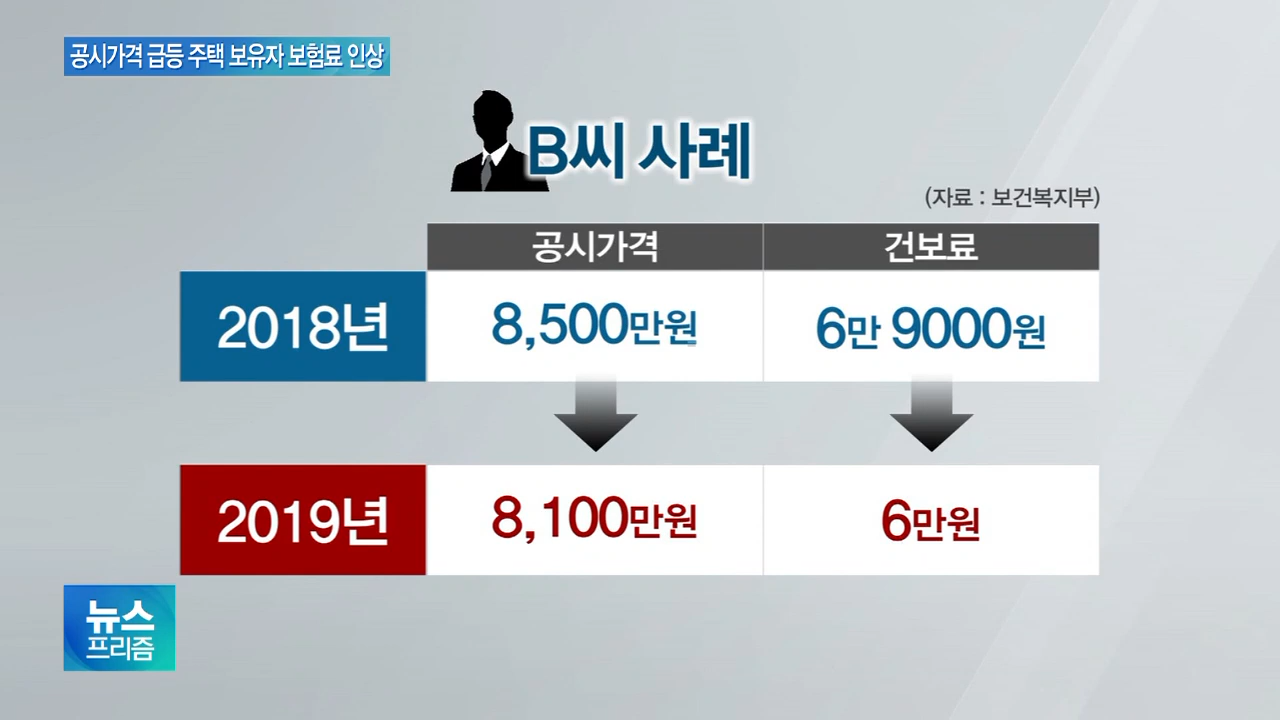 공시가격 급등 주택 보유자 보험료 인상
B씨 사례
(자료 : 보건복지부)
공시가격 건보료
2018년 8,500만원 6만 9000원
2019년 8,100만원 6만원
뉴스
프리즘